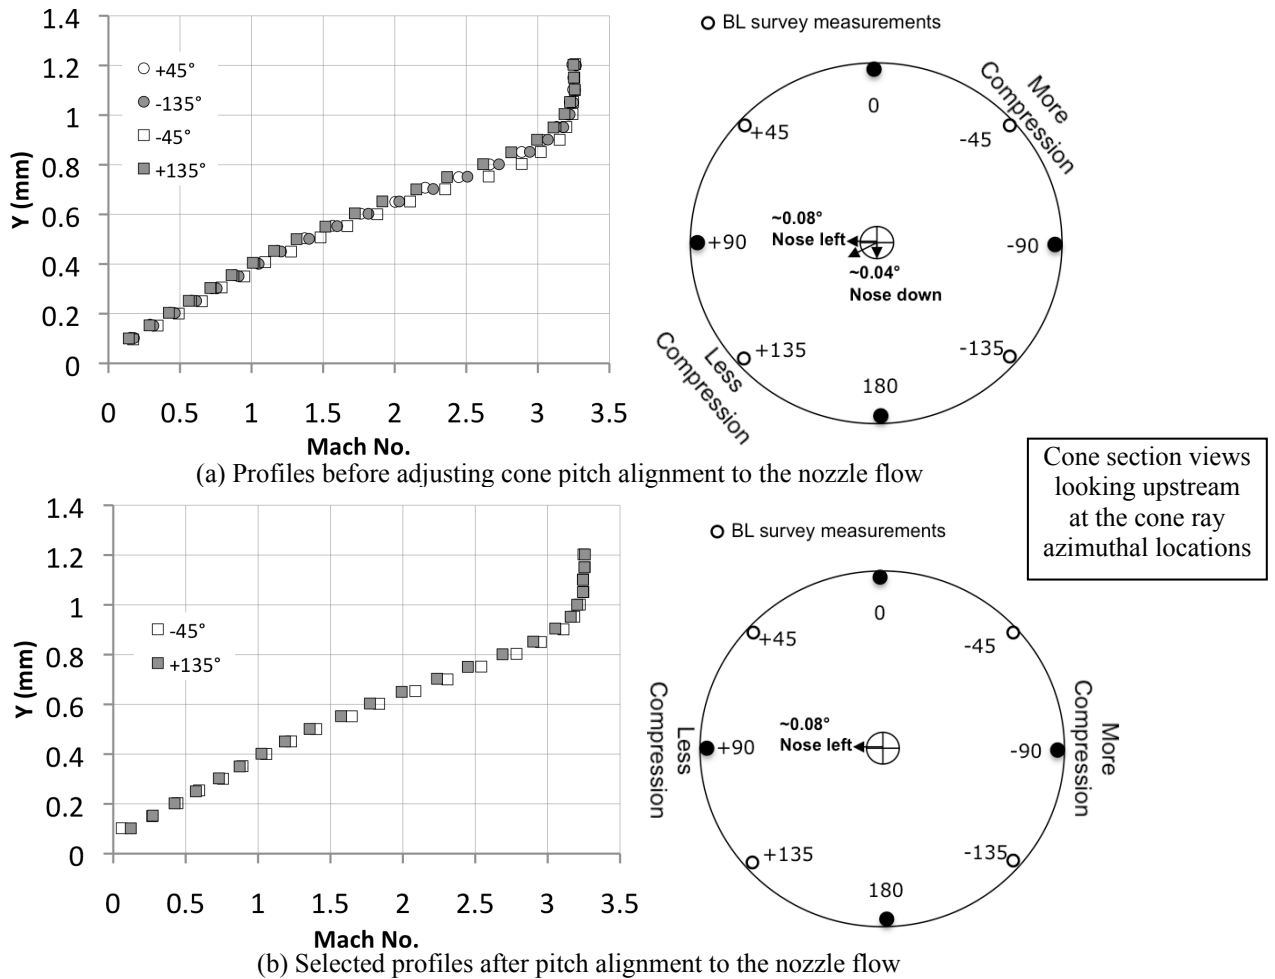 1.4
1.2
1
0.8
0.6
0.4
0.2
0
Y (mm)
+45°
-135°
-45°
+135°
0
0.5
1
1.5
2
2.5
3
3.5
Mach No.
BL survey measurements
More
Compression
0
+45
-45
~0.08°
Nose left
+90
-90
~0.04°
Nose down
Less
Compression
+135
-135
180
(a) Profiles before adjusting cone pitch alignment to the nozzle flow
Cone section views
looking upstream
at the cone ray
azimuthal locations
1.4
1.2
1
0.8
0.6
0.4
0.2
0
Y (mm)
-45°
+135°
0
0.5
1
1.5
2
2.5
3
3.5
Mach No.
BL survey measurements
0
+45
-45
Less
Compression
~0.08°
Nose left
+90
-90
More
Compression
+135
-135
180
(b) Selected profiles after pitch alignment to the nozzle flow